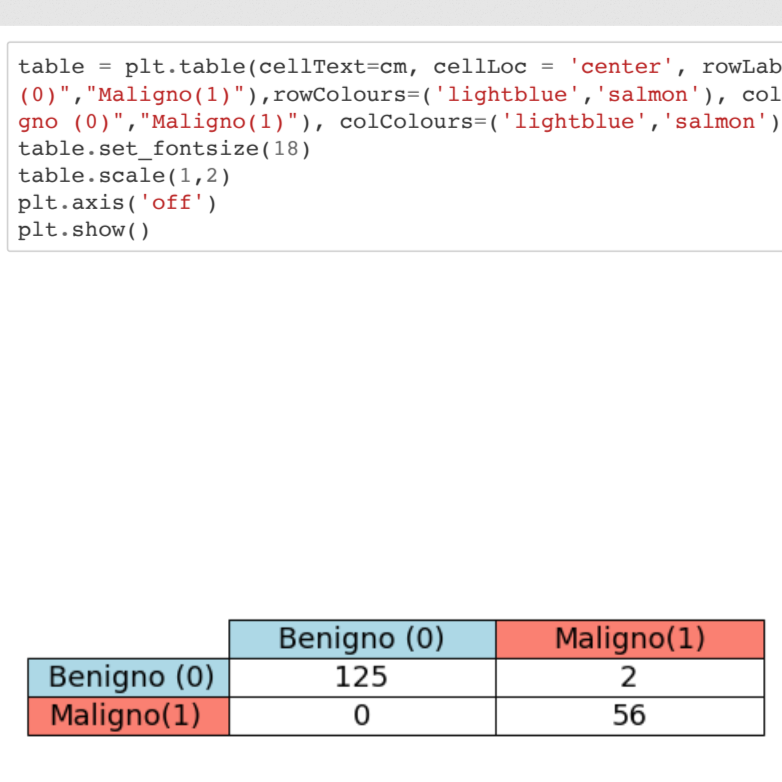 table = plt.table(cellText=cm, cellLoc = 'center', rowLab
(0)","Maligno(1)"),rowColours=('lightblue','salmon'), col
gno (0)","Maligno(1)"), colColours=('lightblue','salmon')
table.set_fontsize(18)
table.scale(1,2)
plt.axis('off')
plt.show()
Benigno (0) Maligno(1)
Benigno (0) 125 2
Maligno(1) 0 56